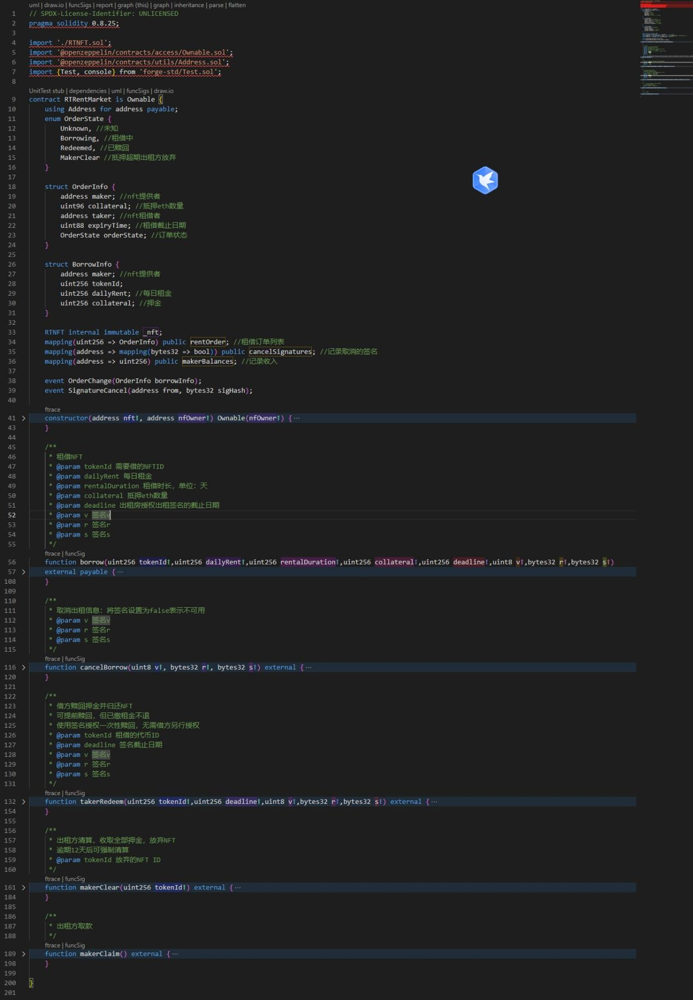 uml | draw.io | funcSigs | report | graph (this) | graph | inheritance | parse | flatten
1 // SPDX-License-Identifier: UNLICENSED
2 pragma solidity 0.8.25;
3
4 import './RTNFT.sol';
5 import '@openzeppelin/contracts/access/Ownable.sol';
6 import '@openzeppelin/contracts/utils/Address.sol';
7 import {Test, console} from 'forge-std/Test.sol';
8
UnitTest stub | dependencies | uml | funcSigs | draw.io
9 contract RTRentMarket is Ownable {
10 using Address for address payable;
11 enum OrderState {
12 Unknown, //未知
13 Borrowing, //租借中
14 Redeemed, //已赎回
15 MakerClear //抵押超期出租方放弃
16 }
17
18 struct OrderInfo {
19 address maker; //nft提供者
20 uint96 collateral; //抵押eth数量
21 address taker; //nft租借者
22 uint88 expiryTime; //租借截止日期
23 OrderState orderState; //订单状态
24 }
25
26 struct BorrowInfo {
27 address maker; //nft提供者
28 uint256 tokenId;
29 uint256 dailyRent; //每日租金
30 uint256 collateral; //押金
31 }
32
33 RTNFT internal immutable _nft;
34 mapping(uint256 => OrderInfo) public rentOrder; //租借订单列表
35 mapping(address => mapping(bytes32 => bool)) public cancelSignatures; //记录取消的签名
36 mapping(address => uint256) public makerBalances; //记录收入
37
38 event OrderChange(OrderInfo borrowInfo);
39 event SignatureCancel(address from, bytes32 sigHash);
40
ftrace
41 constructor(address nft↑, address nfOwner↑) Ownable(nfOwner↑) {···
43 }
44
45 /**
46 * 租借NFT
47 * @param tokenId 需要借的NFTID
48 * @param dailyRent 每日租金
49 * @param rentalDuration 租借时长，单位：天
50 * @param collateral 抵押eth数量
51 * @param deadline 出租房授权出租签名的截止日期
52 * @param v 签名v
53 * @param r 签名r
54 * @param s 签名s
55 */
ftrace | funcSig
56 function borrow(uint256 tokenId↑,uint256 dailyRent↑,uint256 rentalDuration↑,uint256 collateral↑,uint256 deadline↑,uint8 v↑,bytes32 r↑,bytes32 s↑)
57 external payable {···
108 }
109
110 /**
111 * 取消出租信息：将签名设置为false表示不可用
112 * @param v 签名v
113 * @param r 签名r
114 * @param s 签名s
115 */
ftrace | funcSig
116 function cancelBorrow(uint8 v↑, bytes32 r↑, bytes32 s↑) external {···
120 }
121
122 /**
123 * 借方赎回押金并归还NFT
124 * 可提前赎回，但已缴租金不退
125 * 使用签名授权一次性赎回，无需借方另行授权
126 * @param tokenId 租借的代币ID
127 * @param deadline 签名截止日期
128 * @param v 签名v
129 * @param r 签名r
130 * @param s 签名s
131 */
ftrace | funcSig
132 function takerRedeem(uint256 tokenId↑,uint256 deadline↑,uint8 v↑,bytes32 r↑,bytes32 s↑) external {···
154 }
155
156 /**
157 * 出租方清算，收取全部押金，放弃NFT
158 * 逾期12天后可强制清算
159 * @param tokenId 放弃的NFT ID
160 */
ftrace | funcSig
161 function makerClear(uint256 tokenId↑) external {···
184 }
185
186 /**
187 * 出租方取款
188 */
ftrace | funcSig
189 function makerClaim() external {···
198 }
199
200 }
201